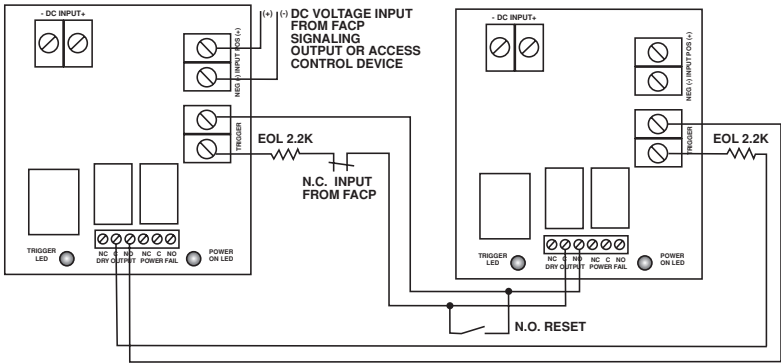 - DC INPUT+
(+) (-) DC VOLTAGE INPUT
FROM FACP
SIGNALING
OUTPUT OR ACCESS
CONTROL DEVICE
NEG (-) INPUT POS (+)
TRIGGER
EOL 2.2K
N.C. INPUT
FROM FACP
TRIGGER
LED
NC C NO NC C NO
DRY OUTPUT POWER FAIL
POWER
ON LED
- DC INPUT+
NEG (-) INPUT POS (+)
TRIGGER
EOL 2.2K
TRIGGER
LED
NC C NO NC C NO
DRY OUTPUT POWER FAIL
POWER
ON LED
N.O. RESET